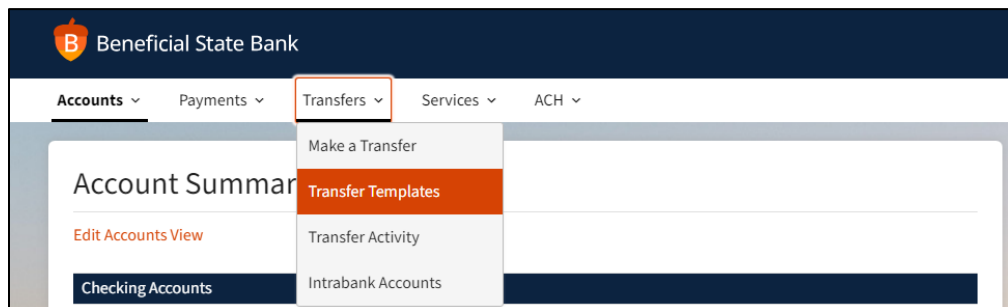 B Beneficial State Bank
Accounts Payments Transfers Services ACH
Make a Transfer
Account Summar
Transfer Templates
Edit Accounts View
Transfer Activity
Checking Accounts
Intrabank Accounts